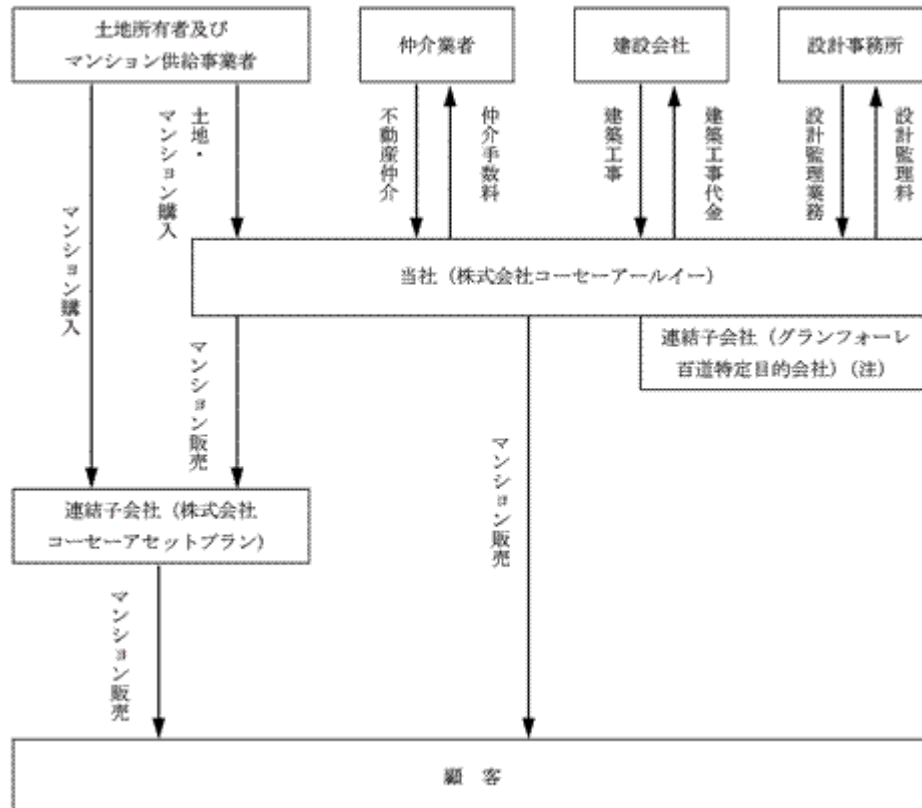 土地所有者及び
マンション供給事業者
仲介業者
建設会社
設計事務所
マンション購入
土地・
マンション購入
不動産仲介
仲介手数料
建築工事
建築工事代金
設計監理業務
設計監理料
当社（株式会社コーセーアールイー）
連結子会社（グランフォーレ
百道特定目的会社）（注）
マンション販売
マンション販売
連結子会社（株式会社
コーセーアセットプラン）
マンション販売
顧　客